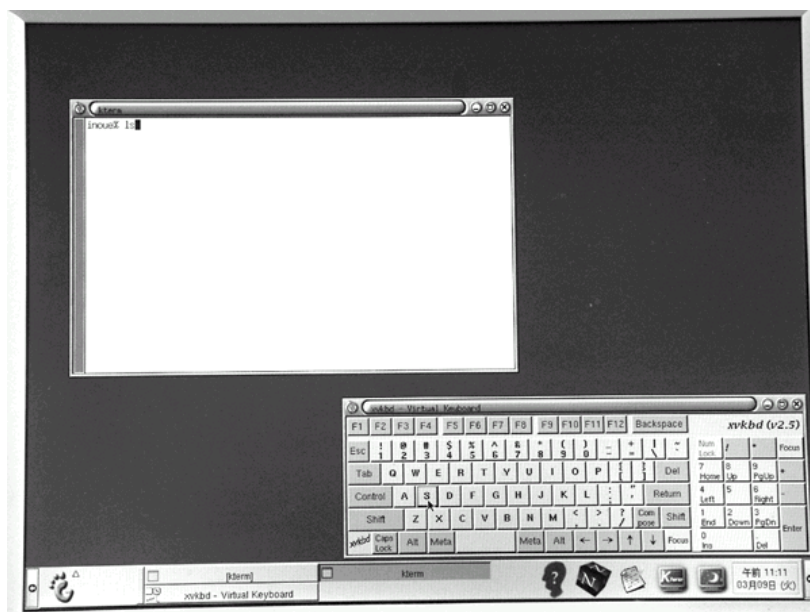 kterm
inoue% ls
xvkbd - Virtual Keyboard
F1 F2 F3 F4 F5 F6 F7 F8 F9 F10 F11 F12 Backspace
xvkbd (v2.5)
Esc ! 1 @ 2 # 3 $ 4 % 5 ^ 6 & 7 * 8 ( 9 ) 0 _ - + = | \ ~ `
Num Lock / * Focus
Tab Q W E R T Y U I O P { [ } ] Del
7 Home 8 Up 9 PgUp +
Control A S D F G H J K L : ; " ' Return
4 Left 5 6 Right -
Shift Z X C V B N M < , > . ? / Com pose Shift
1 End 2 Down 3 PgDn Enter
xvkbd Caps Lock Alt Meta Meta Alt ← → ↑ ↓ Focus
0 Ins . Del
[kterm]
kterm
xvkbd - Virtual Keyboard
? N Xterm
午前 11:11
03月09日 (火)